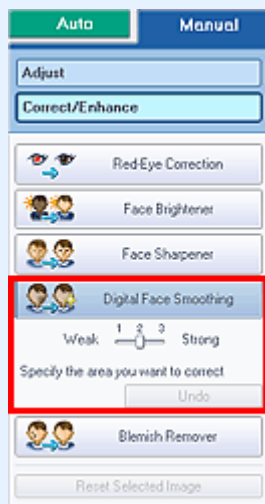 Auto Manual
Adjust
Correct/Enhance
Red-Eye Correction
Face Brightener
Face Sharpener
Digital Face Smoothing
1 2 3
Weak Strong
Specify the area you want to correct
Undo
Blemish Remover
Reset Selected Image